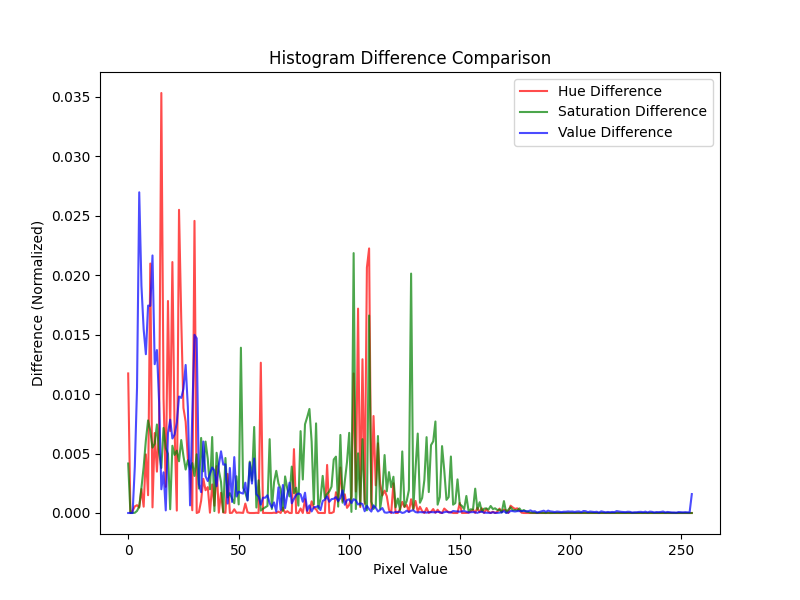 Histogram Difference Comparison
Hue Difference
Saturation Difference
Value Difference
Difference (Normalized)
0.035
0.030
0.025
0.020
0.015
0.010
0.005
0.000
0 50 100 150 200 250
Pixel Value